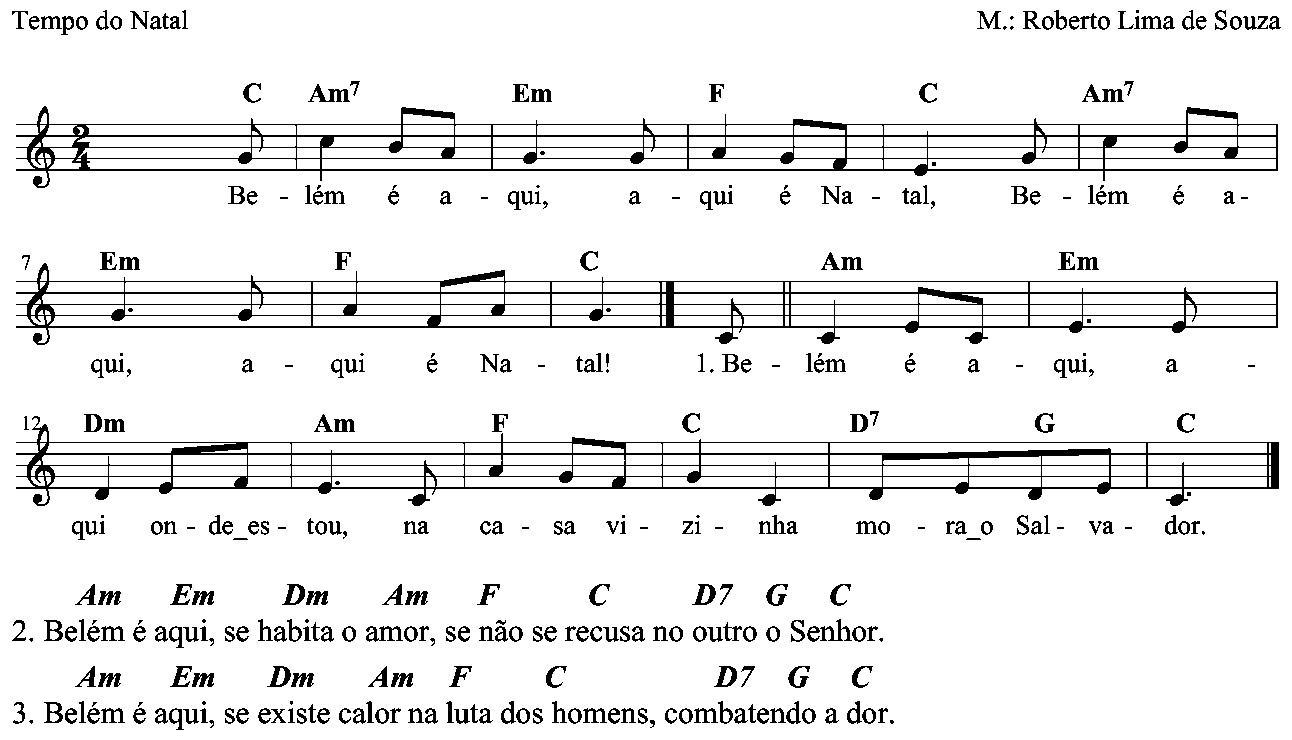 Tempo do Natal M.: Roberto Lima de Souza
C Am7 Em F C Am7
2 4
Be - lém é a - qui, a - qui é Na - tal, Be - lém é a-
7 Em F C Am Em
qui, a - qui é Na - tal! 1. Be - lém é a - qui, a -
12 Dm Am F C D7 G C
qui on - de_es - tou, na ca - sa vi - zi - nha mo - ra_o Sal - va - dor.
Am Em Dm Am F C D7 G C
2. Belém é aqui, se habita o amor, se não se recusa no outro o Senhor.
Am Em Dm Am F C D7 G C
3. Belém é aqui, se existe calor na luta dos homens, combatendo a dor.